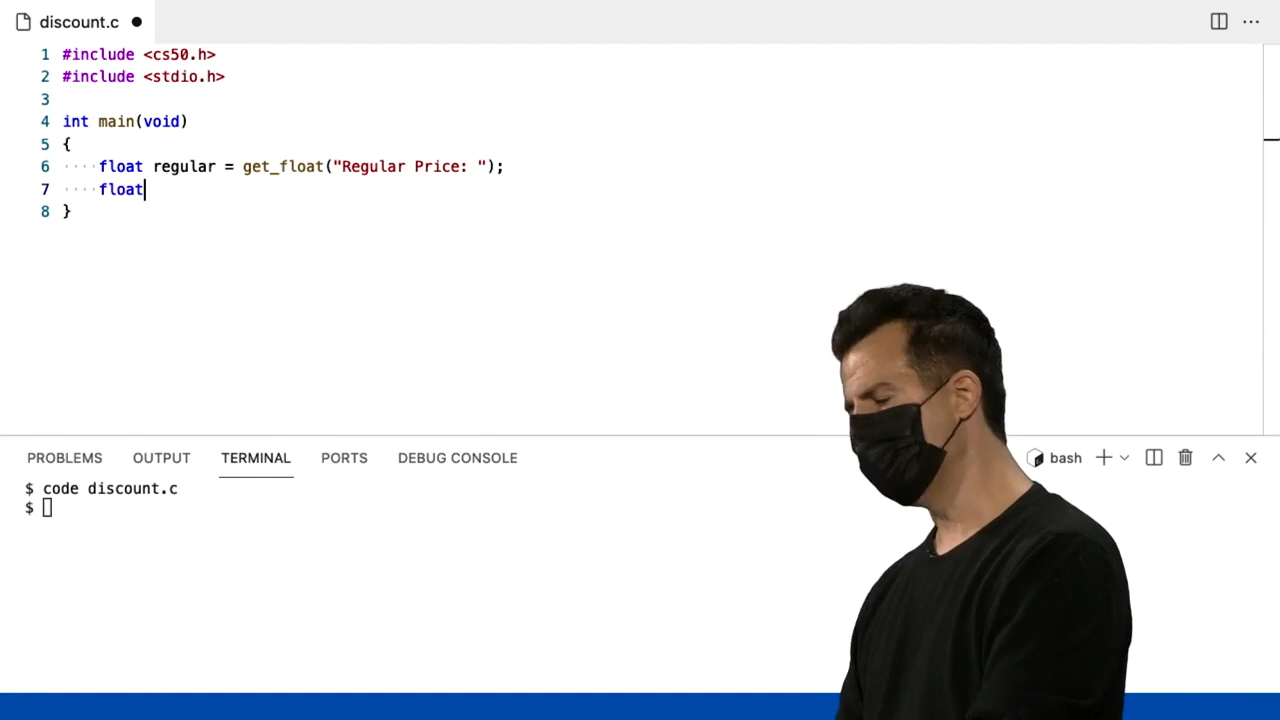 discount.c
1 #include <cs50.h>
2 #include <stdio.h>
3
4 int main(void)
5 {
6 float regular = get_float("Regular Price: ");
7 float
8 }
PROBLEMS OUTPUT TERMINAL PORTS DEBUG CONSOLE bash
$ code discount.c
$